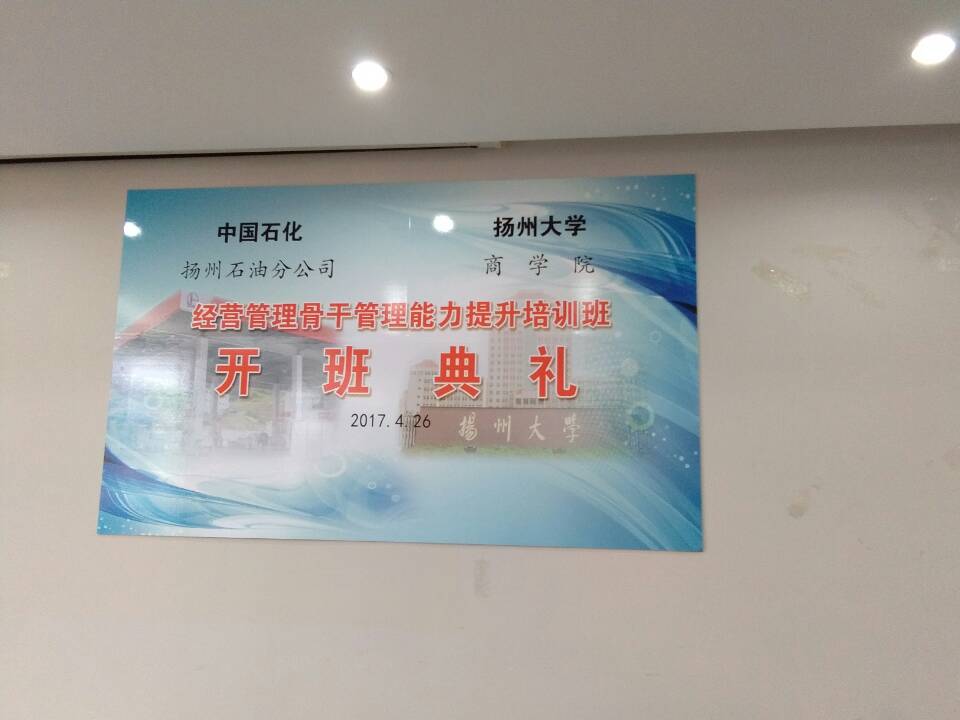 中国石化 扬州大学
扬州石油分公司 商学院
经营管理骨干管理能力提升培训班
开班典礼
2017.4.26
揚州大學